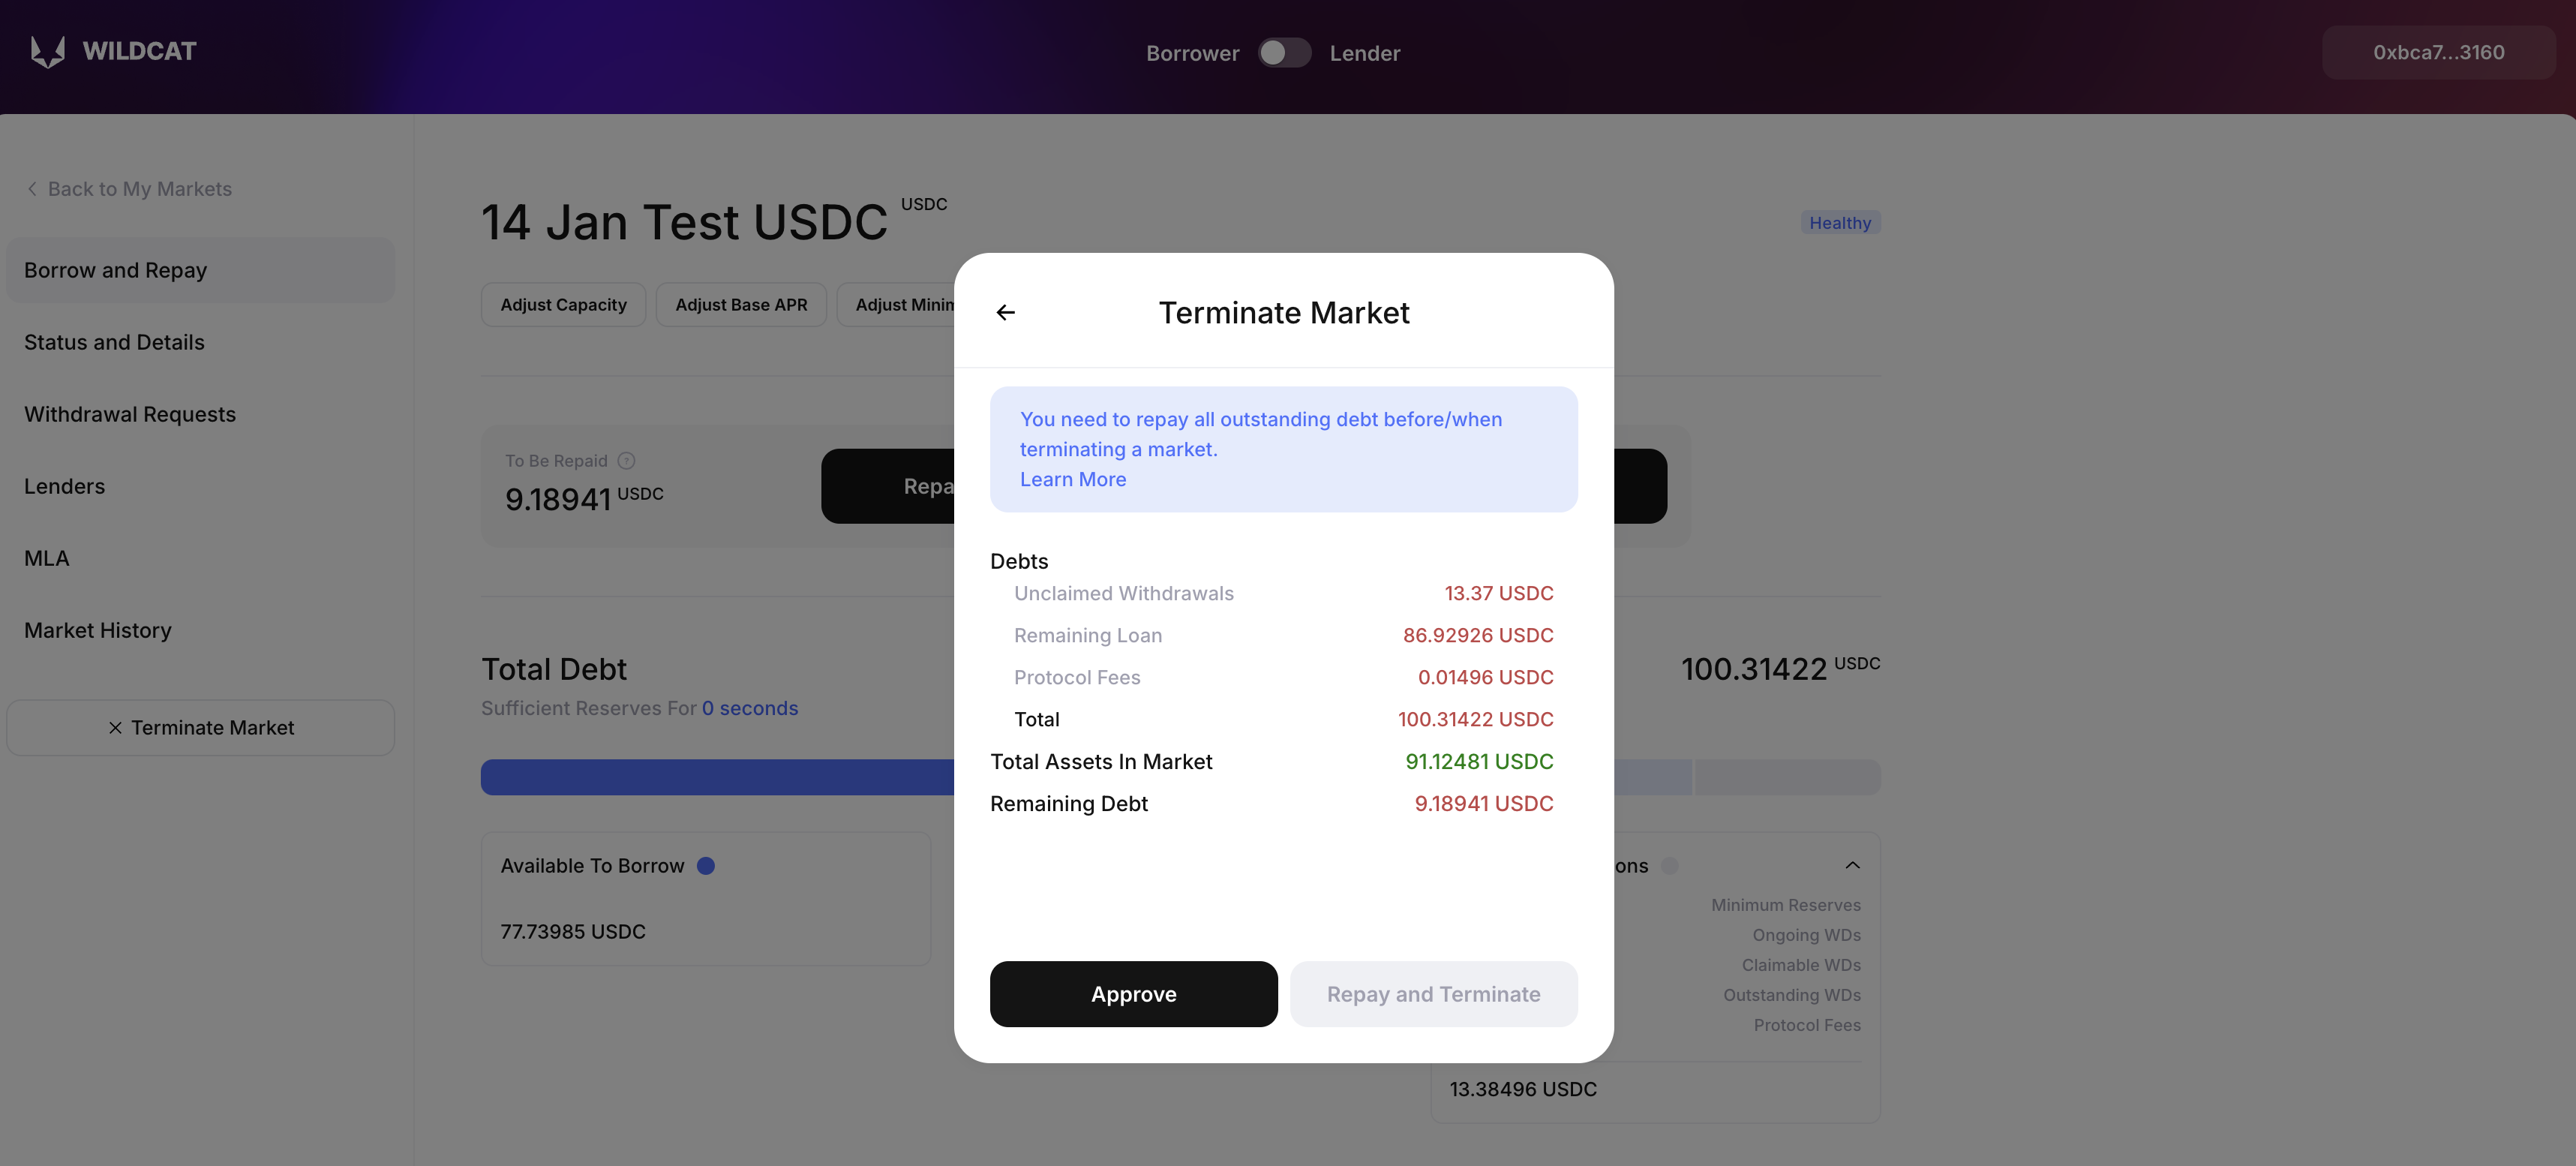 WILDCAT
Borrower Lender
0xbca7...3160
Back to My Markets
Borrow and Repay
Status and Details
Withdrawal Requests
Lenders
MLA
Market History
Terminate Market
14 Jan Test USDC USDC
Healthy
Adjust Capacity
Adjust Base APR
Adjust Minim
To Be Repaid ?
9.18941 USDC
Repa
Total Debt
100.31422 USDC
Sufficient Reserves For 0 seconds
Available To Borrow
77.73985 USDC
ons
Minimum Reserves
Ongoing WDs
Claimable WDs
Outstanding WDs
Protocol Fees
13.38496 USDC
Terminate Market
You need to repay all outstanding debt before/when
terminating a market.
Learn More
Debts
Unclaimed Withdrawals 13.37 USDC
Remaining Loan 86.92926 USDC
Protocol Fees 0.01496 USDC
Total 100.31422 USDC
Total Assets In Market 91.12481 USDC
Remaining Debt 9.18941 USDC
Approve
Repay and Terminate